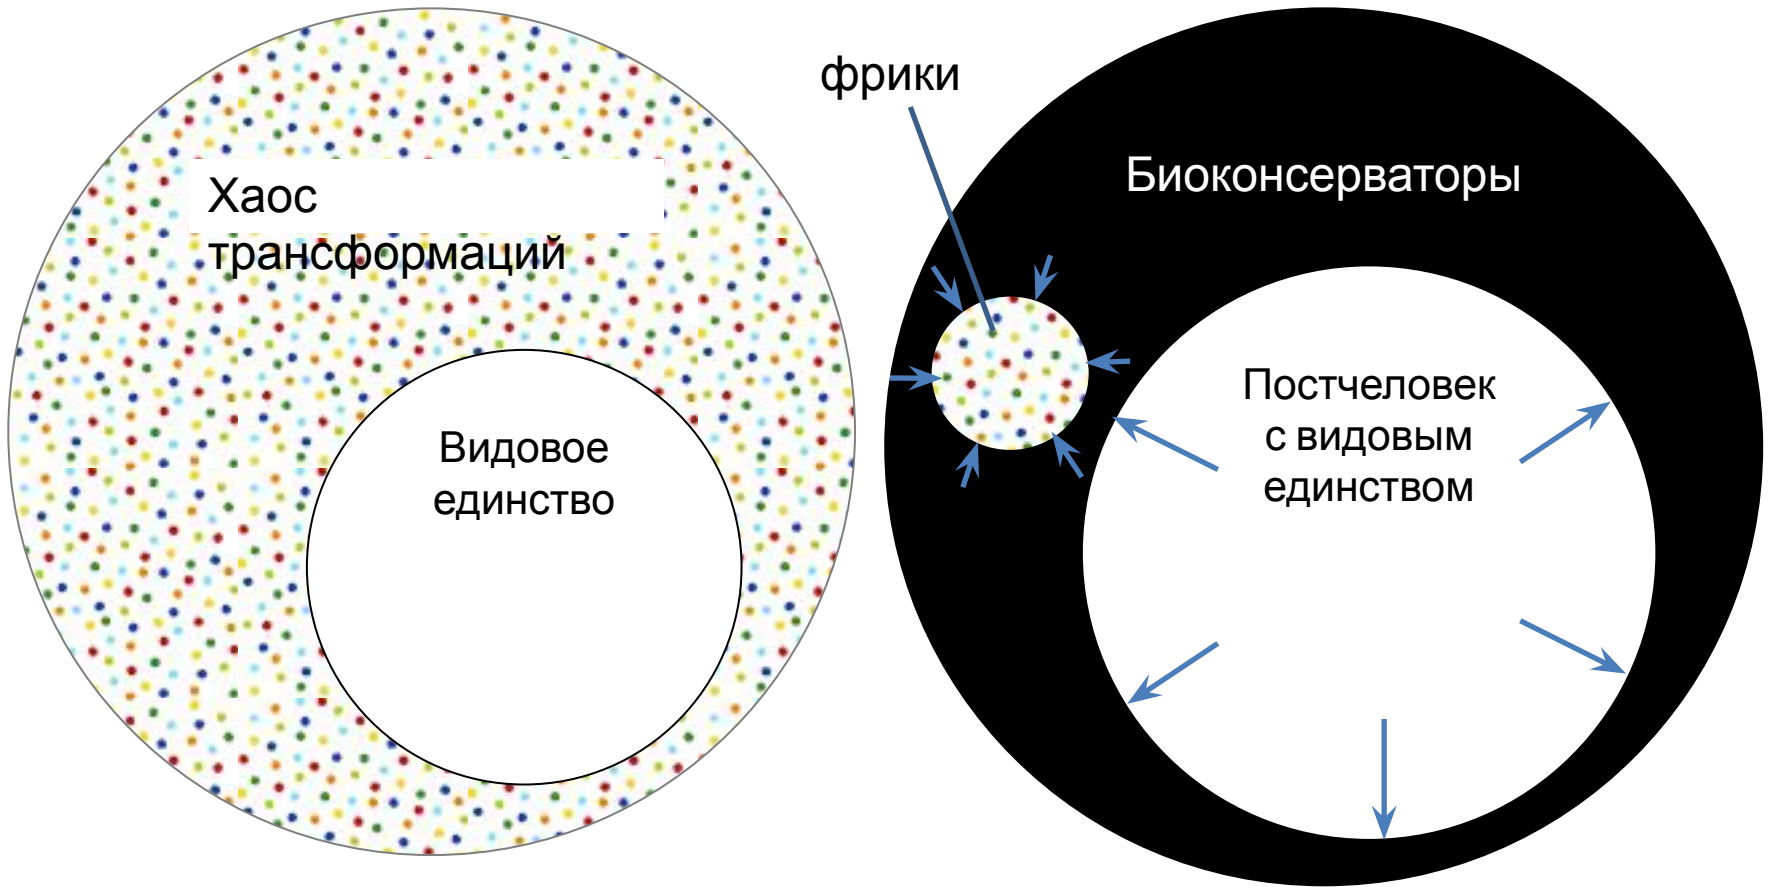 Хаос
трансформаций
Видовое
единство
фрики
Биоконсерваторы
Постчеловек
с видовым
единством